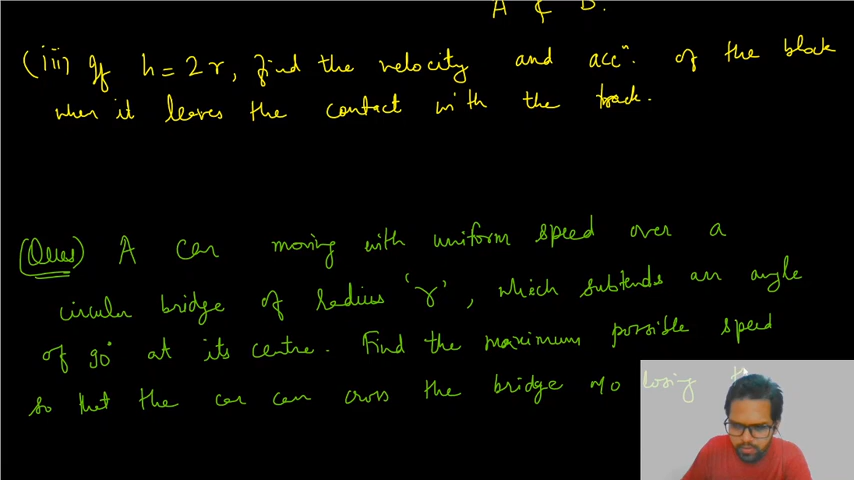 A & B.
(iii) If h = 2r, find the velocity and accⁿ. of the block
when it leaves the contact with the track.
(Ques) A car moving with uniform speed over a
circular bridge of radius 'r', which subtends an angle
of 90° at its centre. Find the maximum possible speed
so that the car can cross the bridge w/o losing